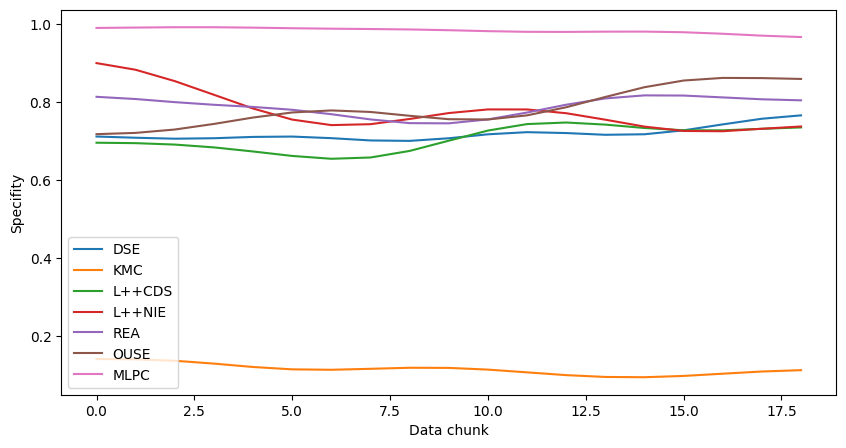 1.0
0.8
0.6
0.4
0.2
Specifity
DSE
KMC
L++CDS
L++NIE
REA
OUSE
MLPC
0.0 2.5 5.0 7.5 10.0 12.5 15.0 17.5
Data chunk